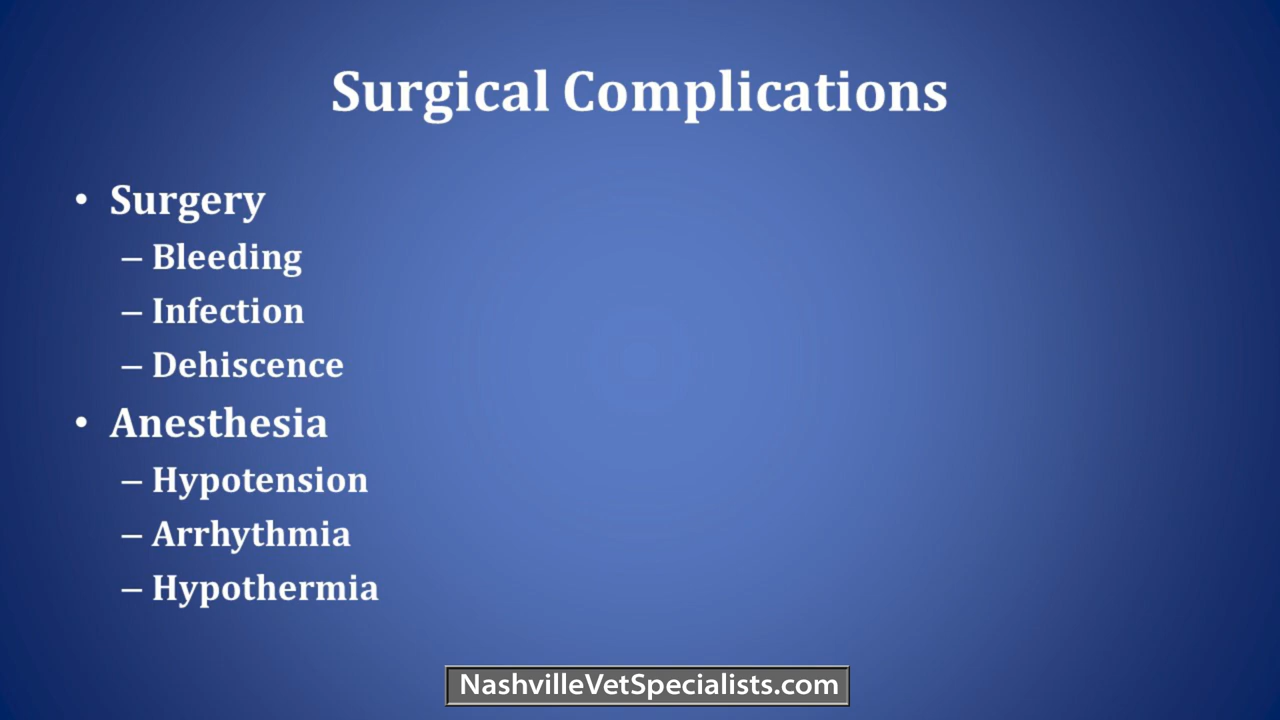 Surgical Complications
• Surgery
– Bleeding
– Infection
– Dehiscence
• Anesthesia
– Hypotension
– Arrhythmia
– Hypothermia
NashvilleVetSpecialists.com